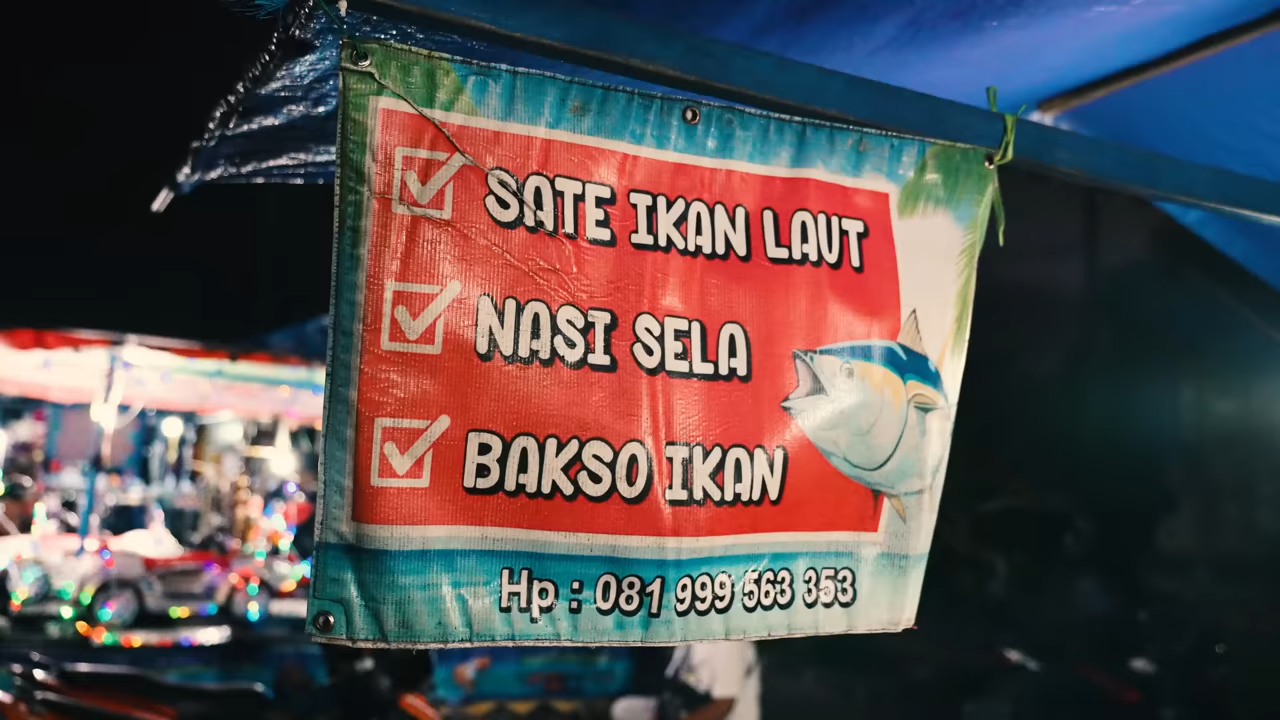 SATE IKAN LAUT
NASI SELA
BAKSO IKAN
Hp : 081 999 563 353